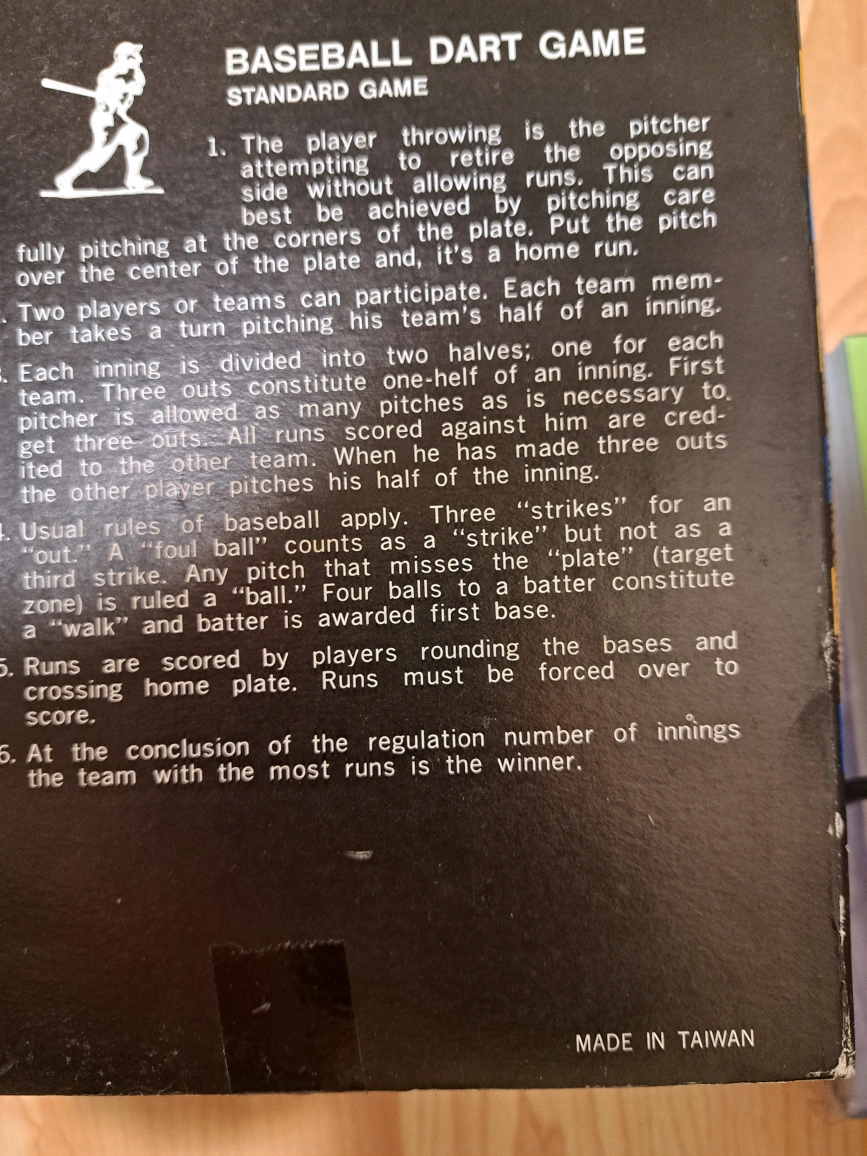 BASEBALL DART GAME
STANDARD GAME
1. The player throwing is the pitcher
attempting to retire the opposing
side without allowing runs. This can
best be achieved by pitching care
fully pitching at the corners of the plate. Put the pitch
over the center of the plate and, it's a home run.
. Two players or teams can participate. Each team mem-
ber takes a turn pitching his team's half of an inning.
3. Each inning is divided into two halves; one for each
team. Three outs constitute one-helf of an inning. First
pitcher is allowed as many pitches as is necessary to.
get three outs. All runs scored against him are cred-
ited to the other team. When he has made three outs
the other player pitches his half of the inning.
4. Usual rules of baseball apply. Three "strikes" for an
"out." A "foul ball" counts as a "strike" but not as a
third strike. Any pitch that misses the "plate" (target
zone) is ruled a "ball." Four balls to a batter constitute
a "walk" and batter is awarded first base.
5. Runs are scored by players rounding the bases and
crossing home plate. Runs must be forced over to
score.
6. At the conclusion of the regulation number of innings
the team with the most runs is the winner.
MADE IN TAIWAN